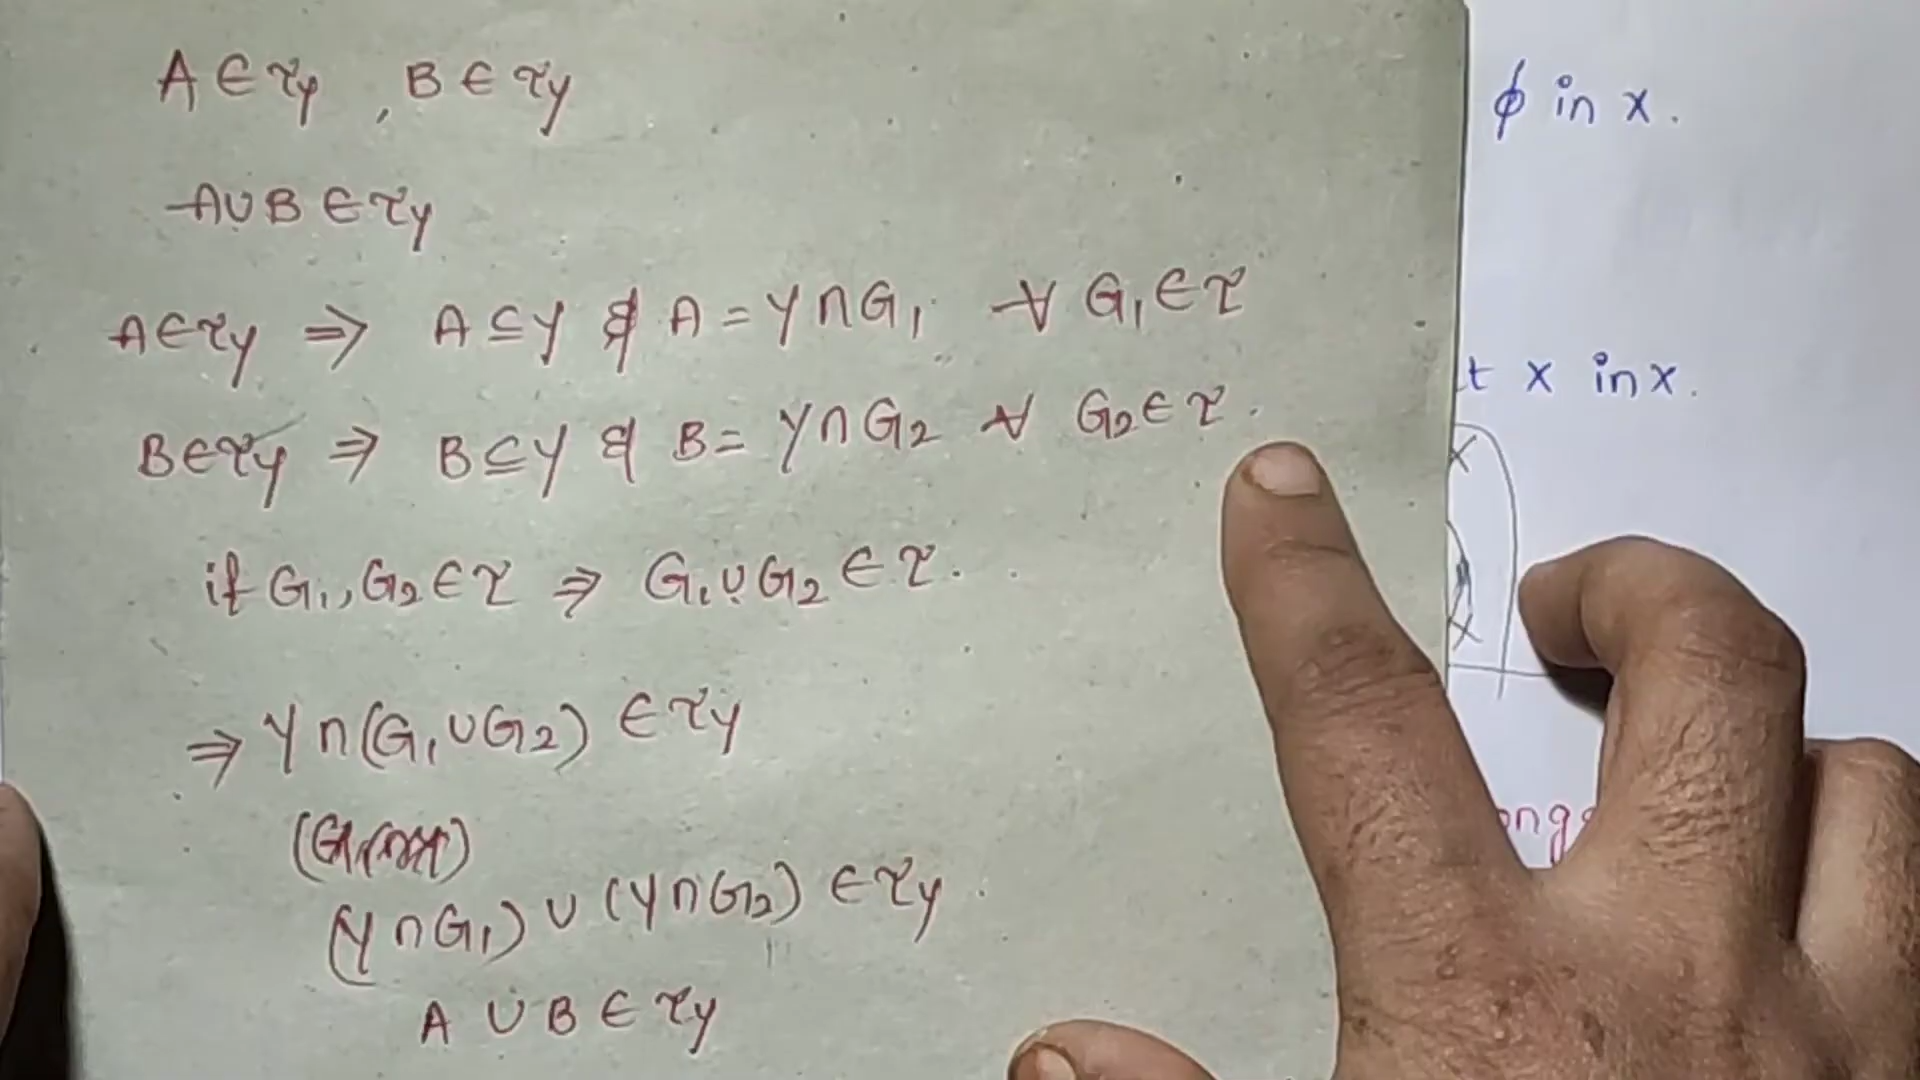 A ∈ τy , B ∈ τy
A∪B ∈ τy
A∈τy ⇒ A ⊆ y & A = y∩G₁ ∀ G₁∈τ
B∈τy ⇒ B⊆y & B = y∩G₂ ∀ G₂∈τ.
if G₁,G₂∈τ ⇒ G₁∪G₂∈τ.
⇒ y∩(G₁∪G₂) ∈τy
(y∩G₁) ∪ (y∩G₂) ∈τy.
A ∪ B ∈ τy
ϕ in x.
t x in x.
ong